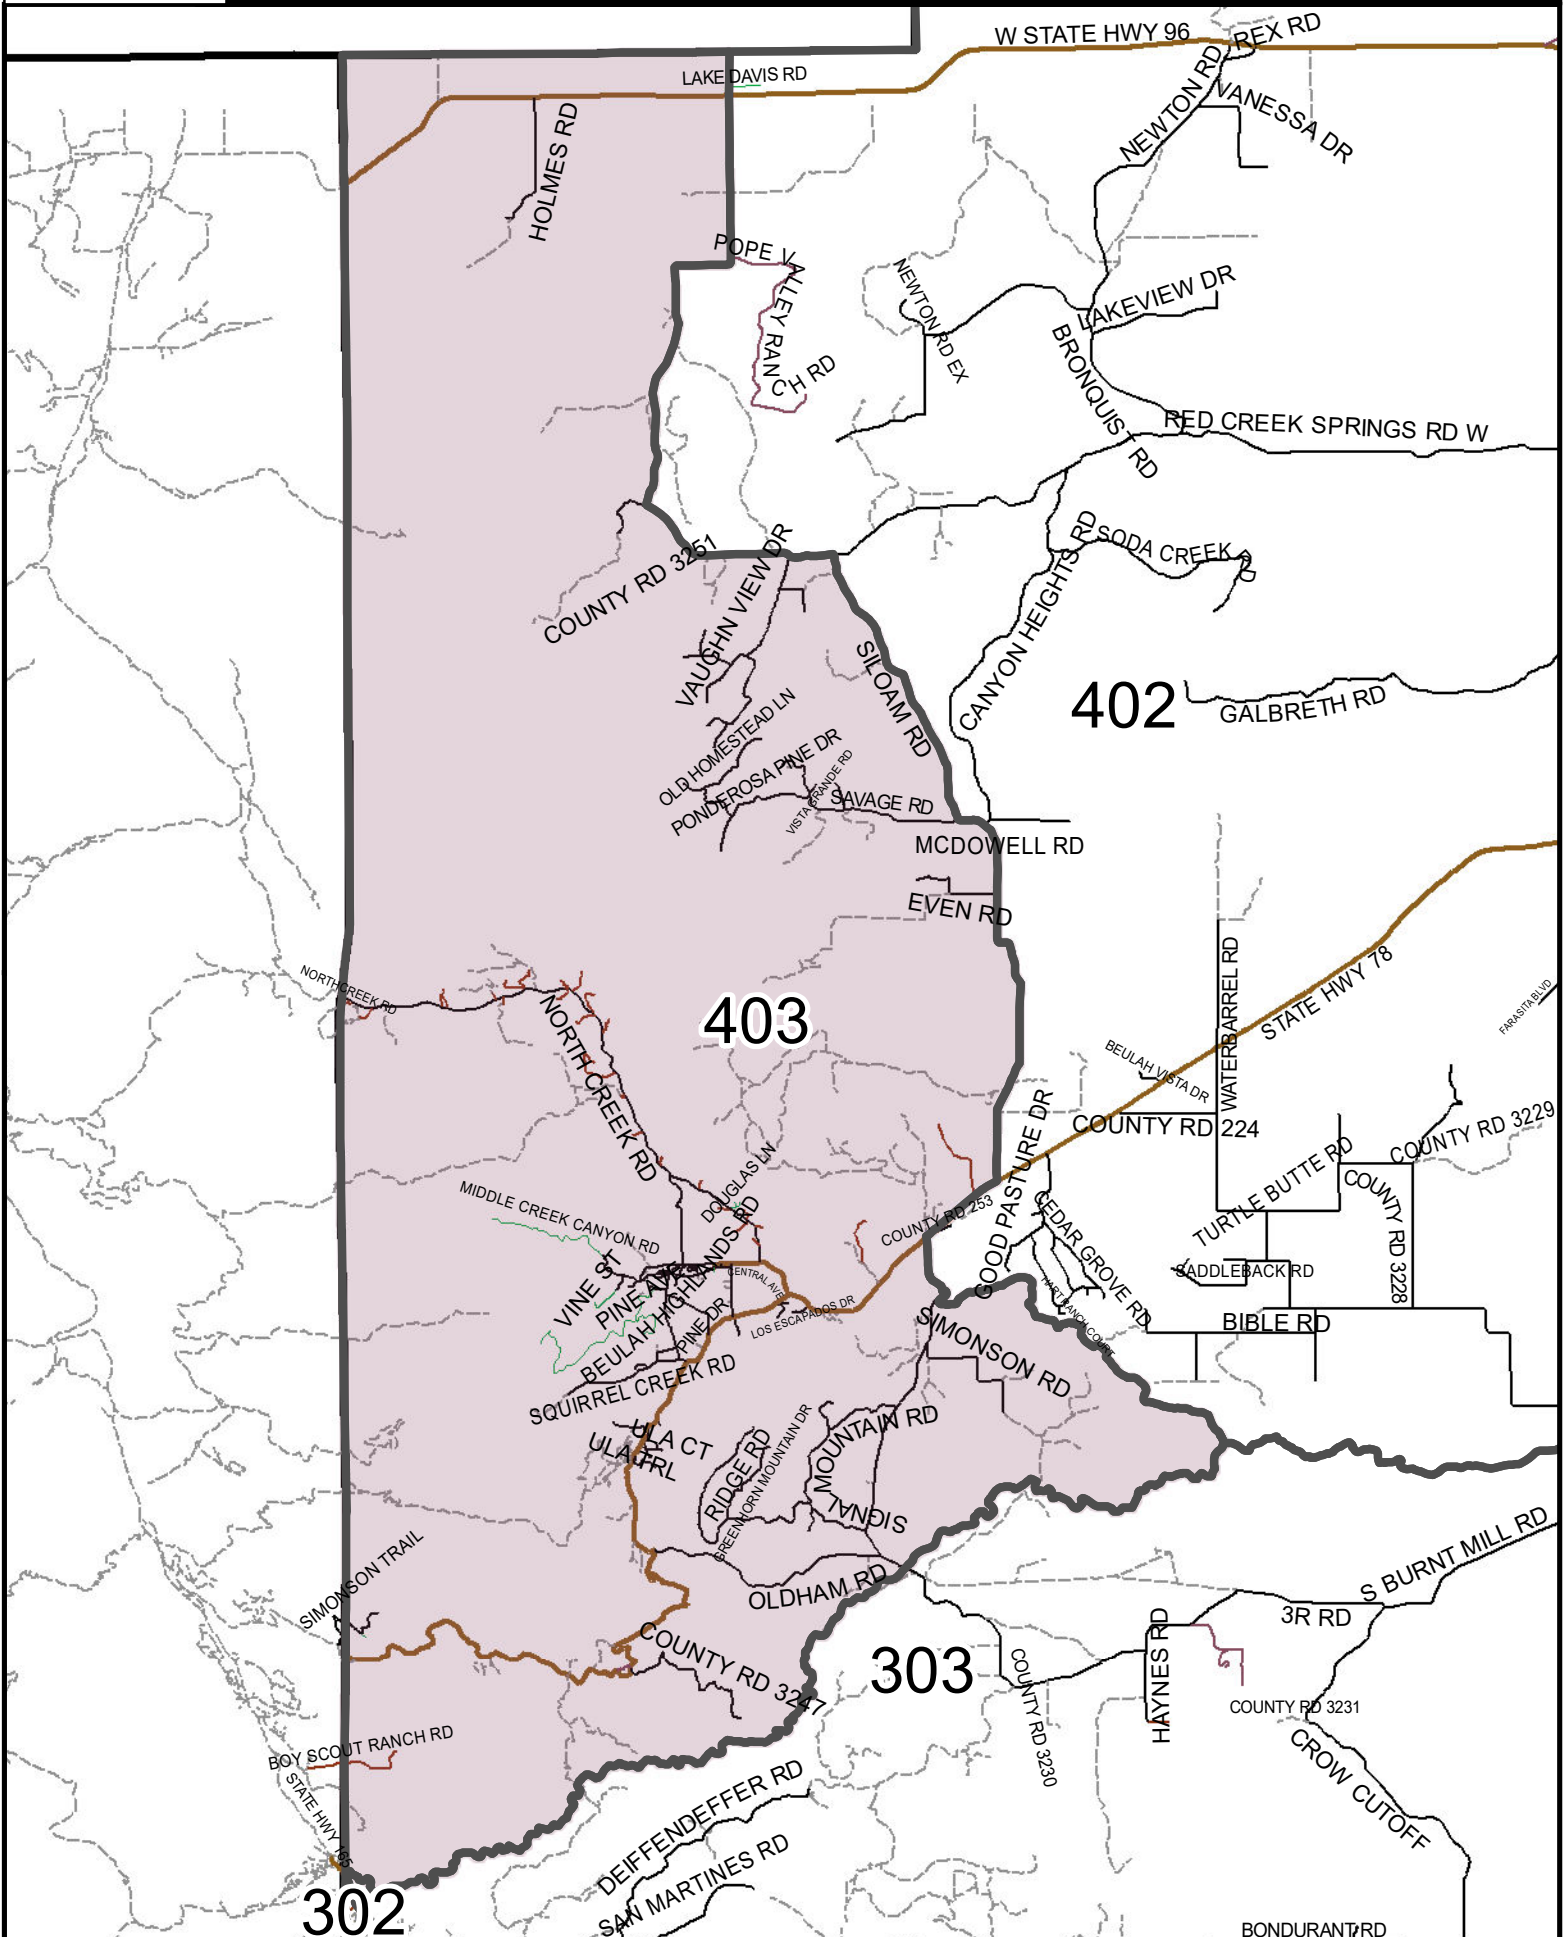 W STATE HWY 96
REX RD
LAKE DAVIS RD
NEWTON RD
VANESSA DR
HOLMES RD
POPE VALLEY RANCH RD
NEWTON RD EX
LAKEVIEW DR
BRONQUIST RD
RED CREEK SPRINGS RD W
COUNTY RD 3251
VAUGHN VIEW DR
CANYON HEIGHTS RD
SODA CREEK RD
SILOAM RD
402
GALBRETH RD
OLD HOMESTEAD LN
PONDEROSA PINE DR
VISTA GRANDE RD
SAVAGE RD
MCDOWELL RD
EVEN RD
NORTH CREEK RD
NORTH CREEK RD
403
WATERBARREL RD
STATE HWY 78
FARASITA BLVD
BEULAH VISTA DR
COUNTY RD 224
COUNTY RD 3229
GOOD PASTURE DR
DOUGLAS LN
MIDDLE CREEK CANYON RD
COUNTY RD 253
CEDAR GROVE RD
TURTLE BUTTE RD
COUNTY RD 3228
SADDLEBACK RD
VINE ST
PINE AVE
BEULAH HIGHLANDS RD
CENTRAL AVE
PINE DR
LOS ESCAPADOS DR
HART RANCH COURT
BIBLE RD
SIMONSON RD
SQUIRREL CREEK RD
ULA CT
ULA TRL
RIDGE RD
GREENHORN MOUNTAIN DR
SIGNAL MOUNTAIN RD
OLDHAM RD
SIMONSON TRAIL
S BURNT MILL RD
3R RD
HAYNES RD
COUNTY RD 3247
303
COUNTY RD 3230
COUNTY RD 3231
BOY SCOUT RANCH RD
STATE HWY 165
CROW CUTOFF
DEIFFENDEFFER RD
SAN MARTINES RD
302
BONDURANT RD